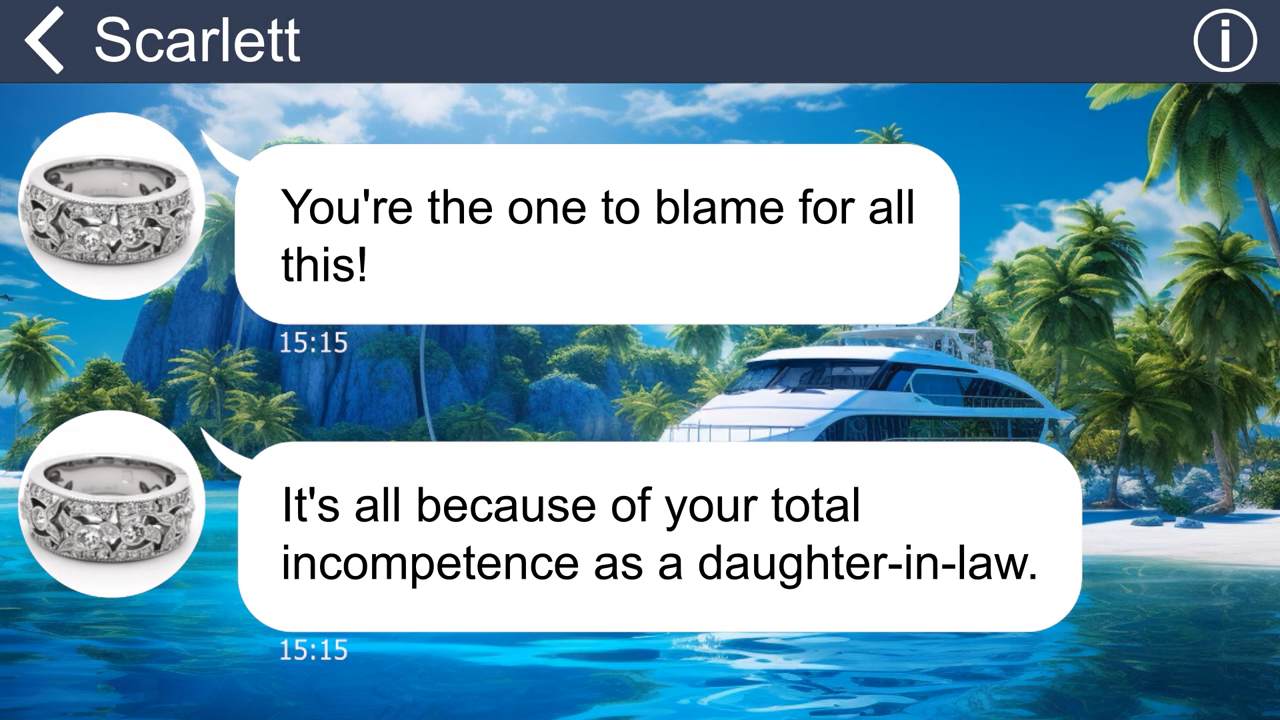 Scarlett
You're the one to blame for all
this!
15:15
It's all because of your total
incompetence as a daughter-in-law.
15:15